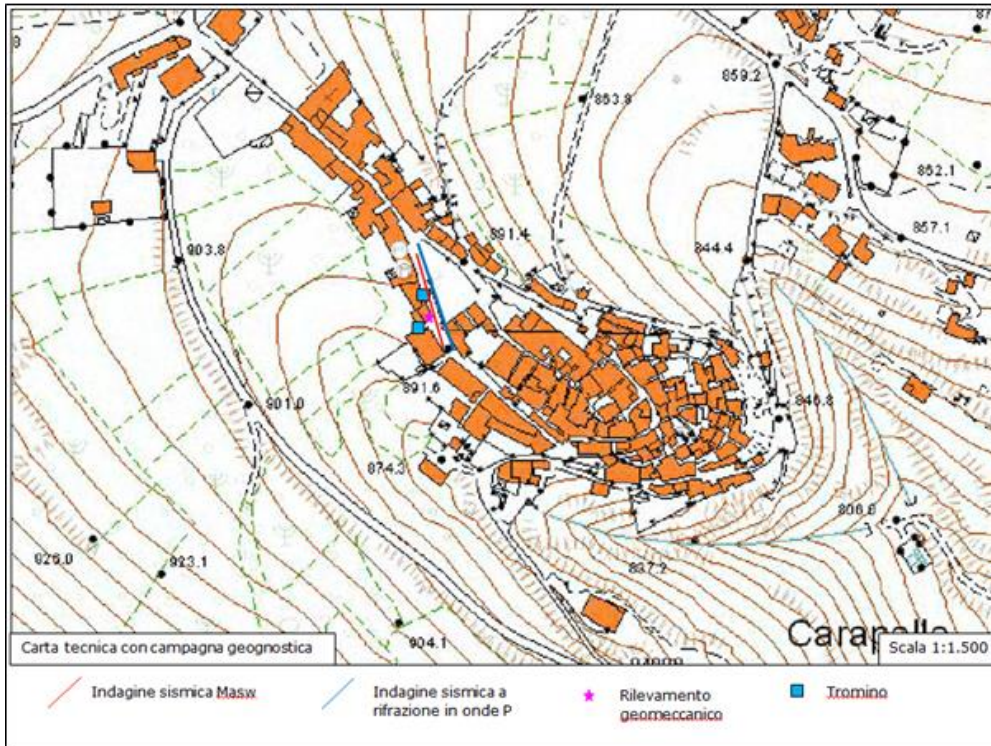 859.2
853.8
852.1
857.1
903.8
891.4
844.4
901.0
891.6
846.8
874.3
806.6
926.0
923.1
837.2
904.1
Carta tecnica con campagna geognostica
Scala 1:1.500
Indagine sismica Masw
Indagine sismica a
rifrazione in onde P
Rilevamento
geomeccanico
Tromino